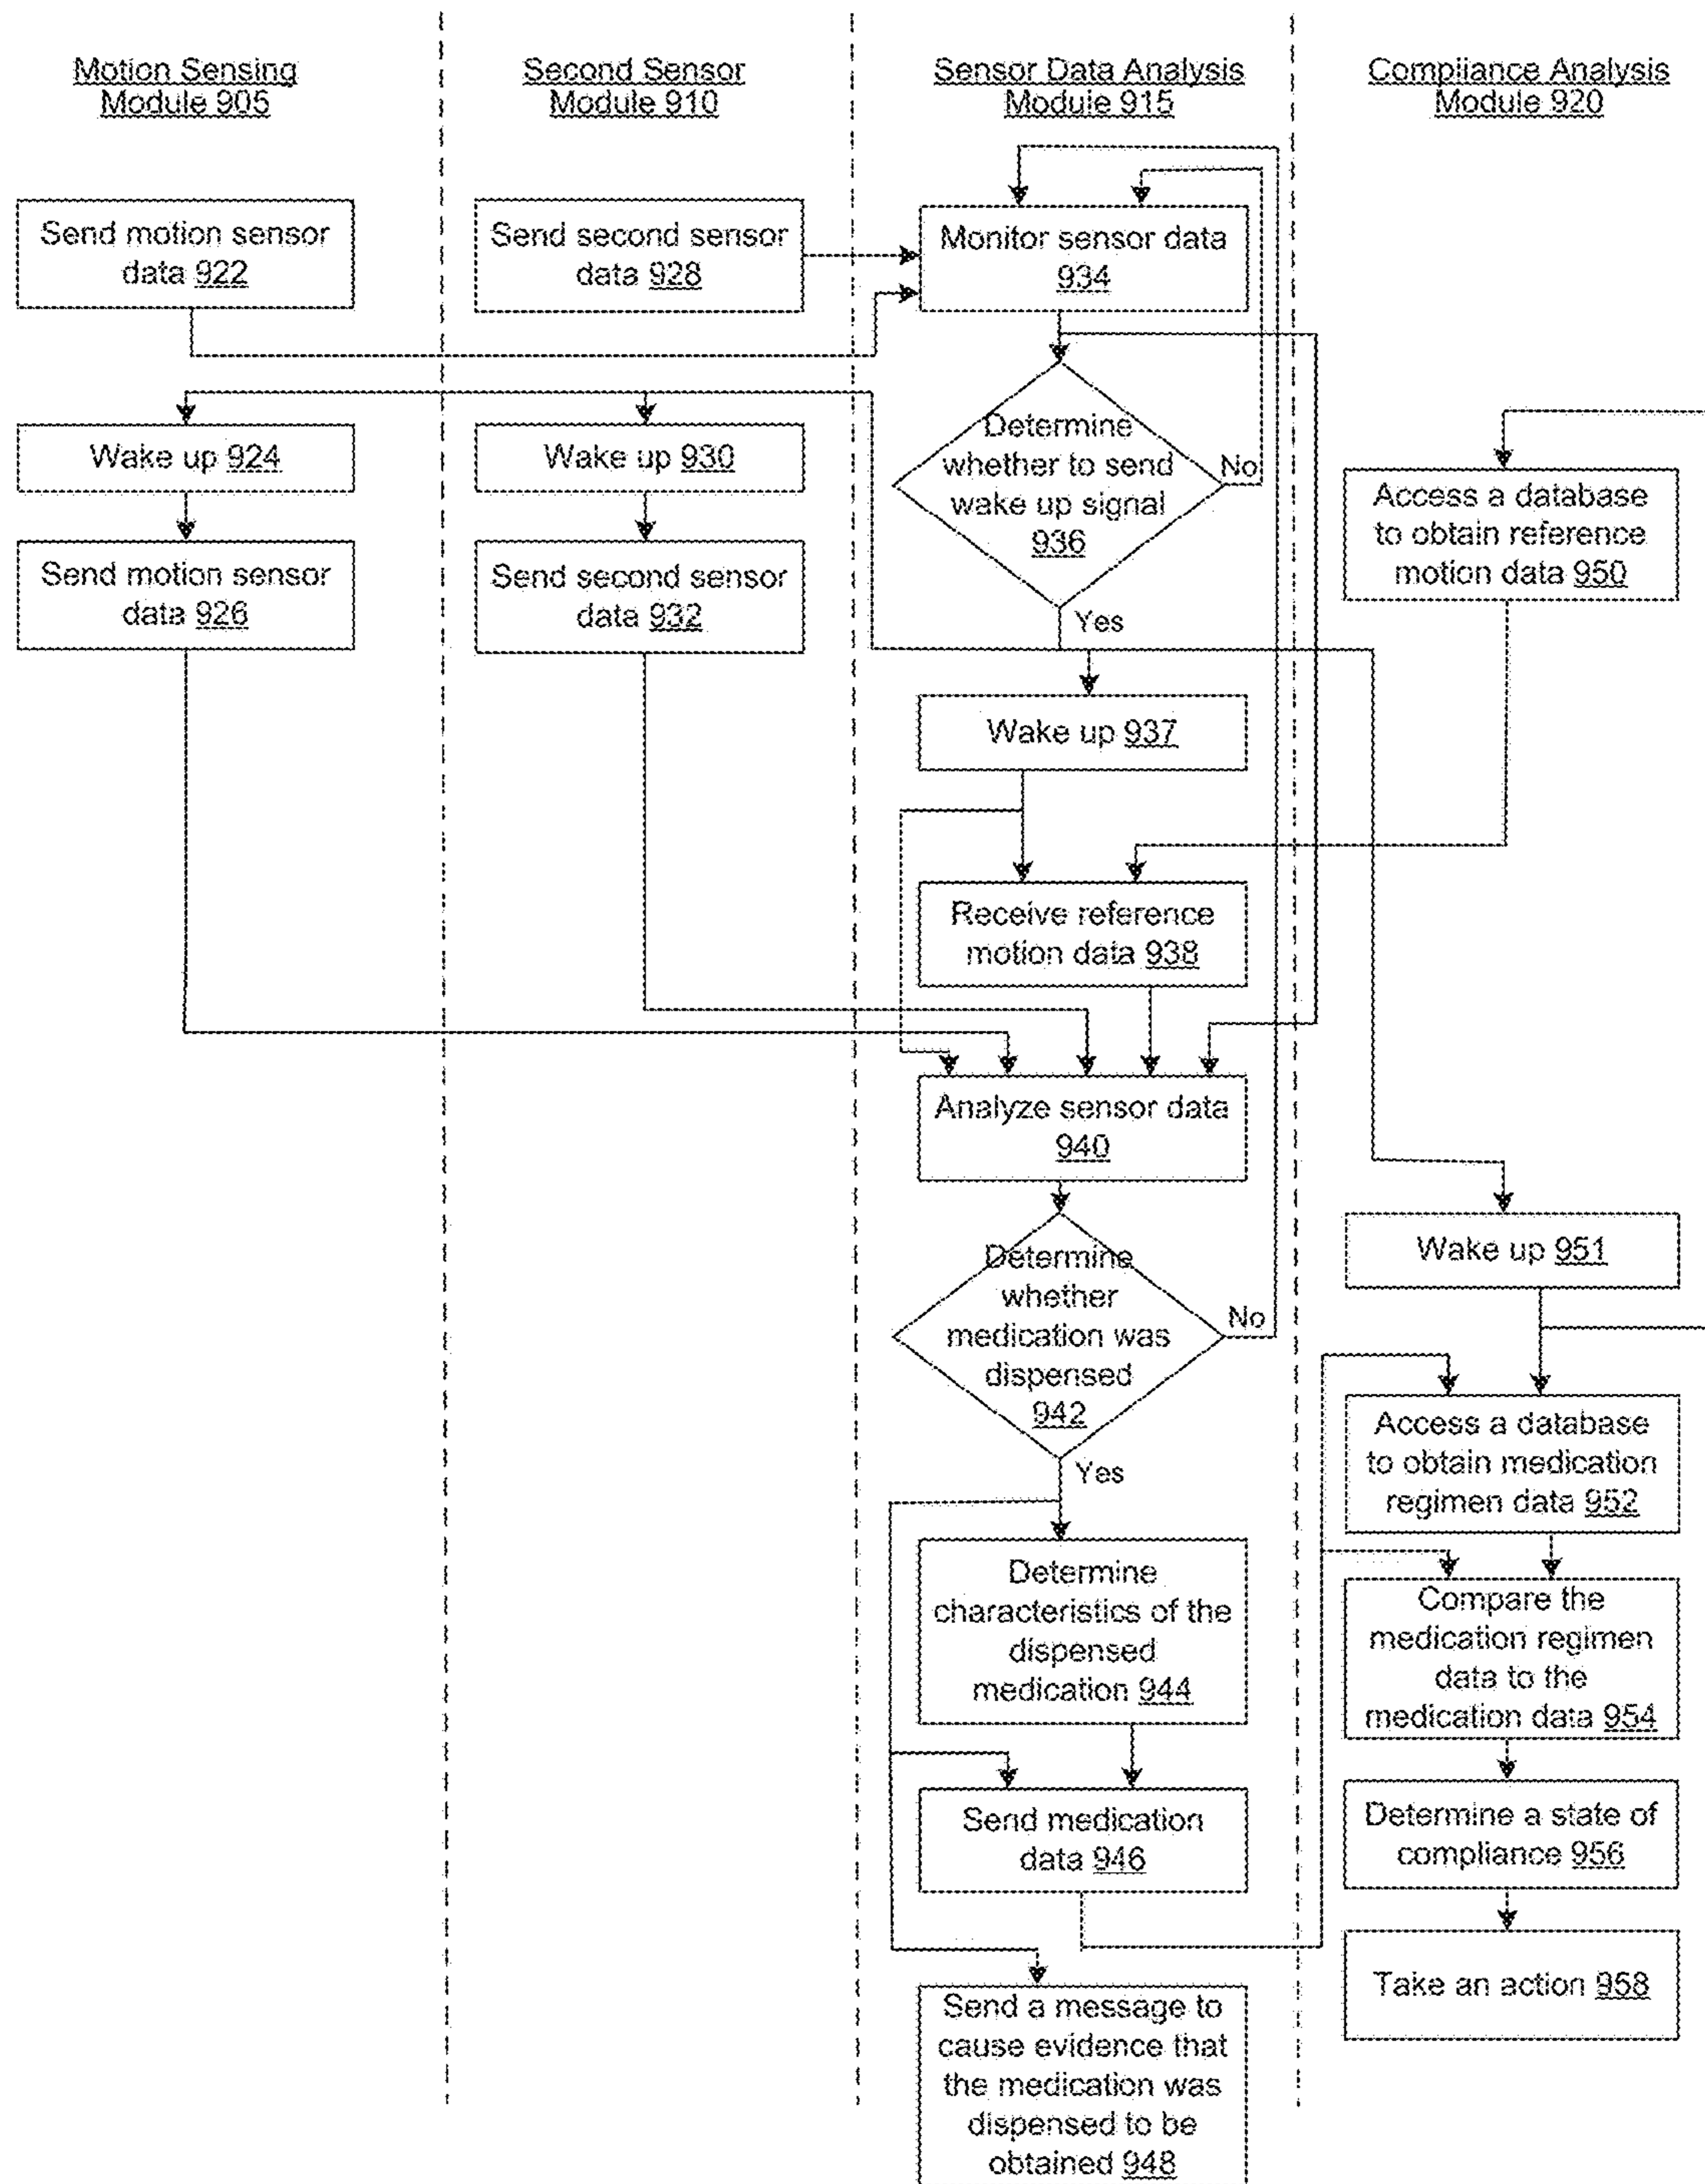 Motion Sensing
Module 905
Second Sensor
Module 910
Sensor Data Analysis
Module 915
Compliance Analysis
Module 920
Send motion sensor
data 922
Wake up 924
Send motion sensor
data 926
Send second sensor
data 928
Wake up 930
Send second sensor
data 932
Monitor sensor data
934
Determine
whether to send
wake up signal
936
No
Yes
Wake up 937
Receive reference
motion data 938
Analyze sensor data
940
Determine
whether
medication was
dispensed
942
No
Yes
Determine
characteristics of the
dispensed
medication 944
Send medication
data 946
Send a message to
cause evidence that
the medication was
dispensed to be
obtained 948
Access a database
to obtain reference
motion data 950
Wake up 951
Access a database
to obtain medication
regimen data 952
Compare the
medication regimen
data to the
medication data 954
Determine a state of
compliance 956
Take an action 958